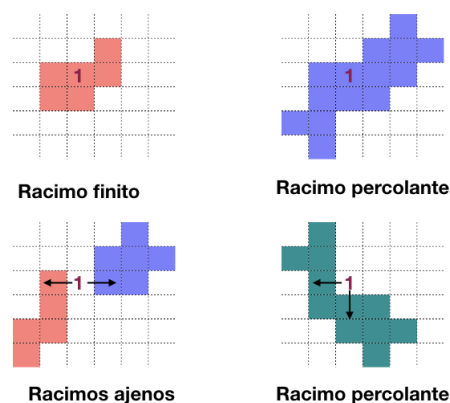 1
1
Racimo finito
Racimo percolante
1
1
Racimos ajenos
Racimo percolante